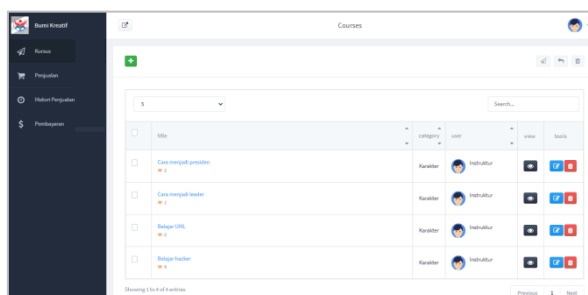 Bumi Kreatif
Courses
Kursus
Penjualan
Histori Penjualan
Pembayaran
5
Search...
title
category
user
view
tools
Cara menjadi presiden
Karakter
Instruktur
Cara menjadi leader
Karakter
Instruktur
Belajar UML
Karakter
Instruktur
Belajar hacker
Karakter
Instruktur
Showing 1 to 4 of 4 entries
Previous 1 Next